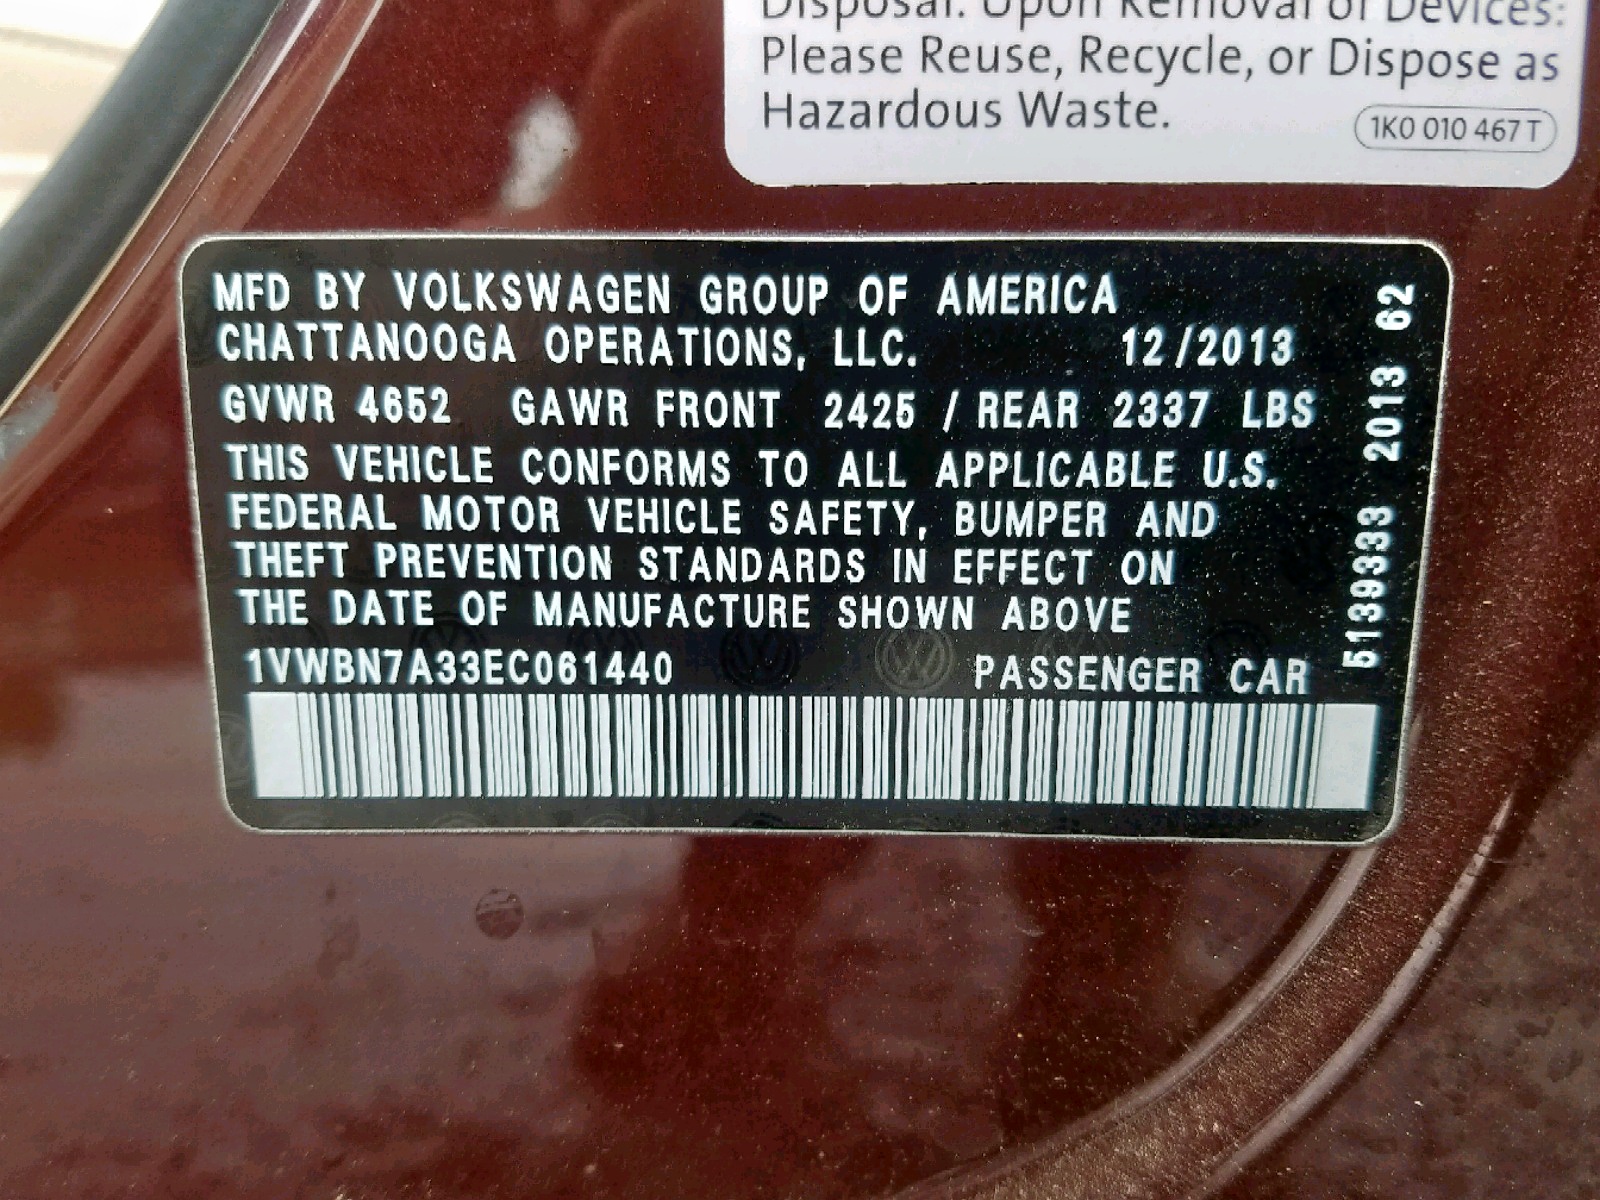 Disposal. Upon Removal of Devices:
Please Reuse, Recycle, or Dispose as
Hazardous Waste.
1K0 010 467 T
MFD BY VOLKSWAGEN GROUP OF AMERICA
CHATTANOOGA OPERATIONS, LLC. 12/2013
GVWR 4652 GAWR FRONT 2425 / REAR 2337 LBS
THIS VEHICLE CONFORMS TO ALL APPLICABLE U.S.
FEDERAL MOTOR VEHICLE SAFETY, BUMPER AND
THEFT PREVENTION STANDARDS IN EFFECT ON
THE DATE OF MANUFACTURE SHOWN ABOVE
1VWBN7A33EC061440 PASSENGER CAR
5139333 2013 62